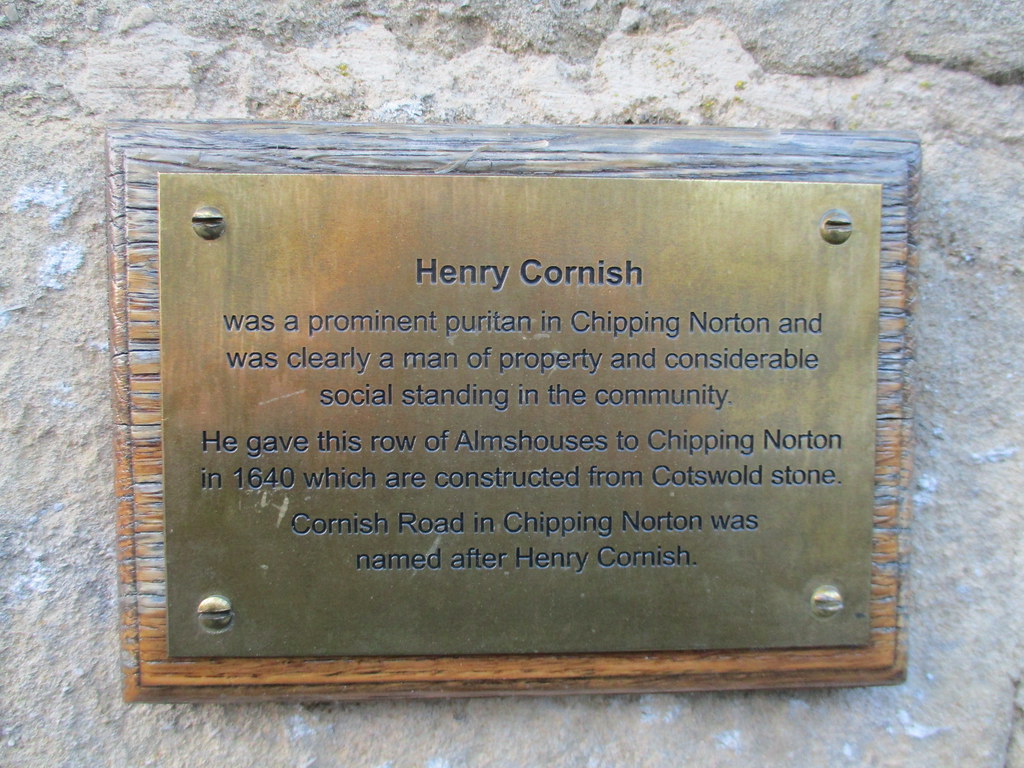 Henry Cornish
was a prominent puritan in Chipping Norton and
was clearly a man of property and considerable
social standing in the community.
He gave this row of Almshouses to Chipping Norton
in 1640 which are constructed from Cotswold stone.
Cornish Road in Chipping Norton was
named after Henry Cornish.